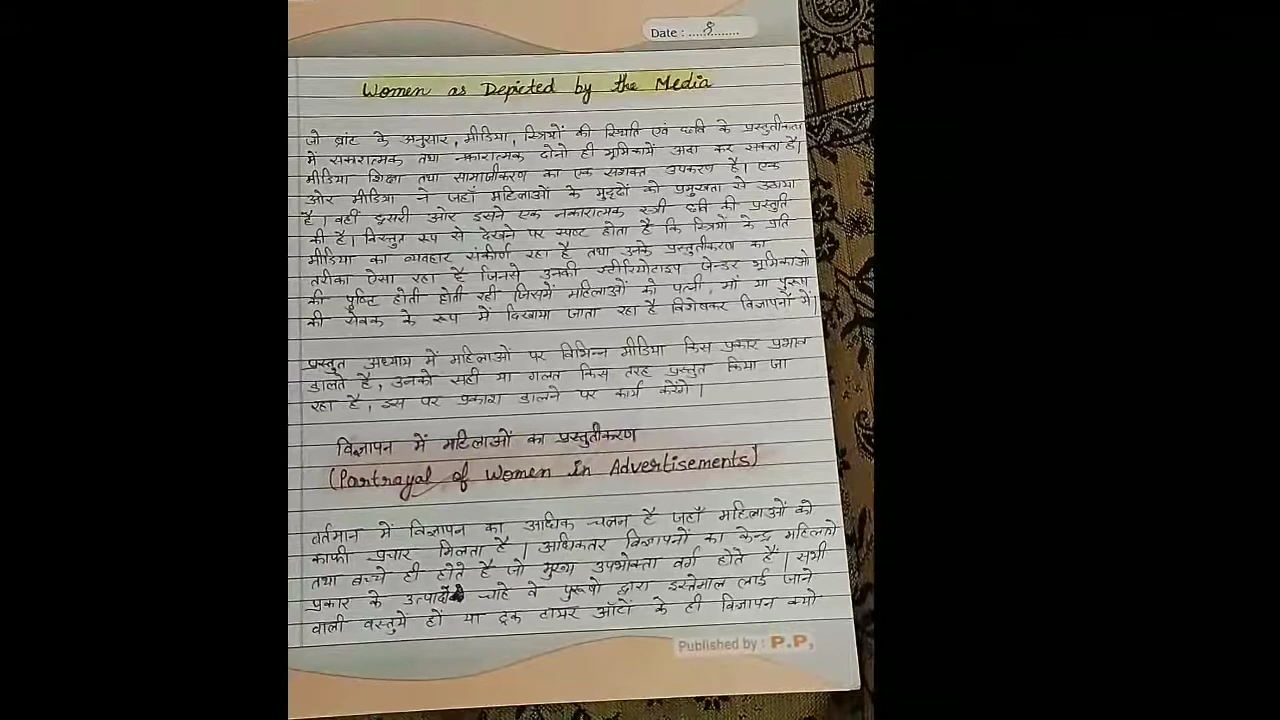 Date : .....8........
Women as Depicted by the Media
जो ब्रांट के अनुसार, मीडिया, स्त्रियों की स्थिति एवं छवि के प्रस्तुतीकरण
में सकारात्मक तथा नकारात्मक दोनो ही भूमिकायें अदा कर सकता है।
मीडिया शिक्षा तथा सामाजीकरण का एक सशक्त उपकरण है। एक
ओर मीडिया ने जहाँ महिलाओं के मुद्दों को प्रमुखता से उठाया
है। वहीं दूसरी ओर इसने एक नकारात्मक स्त्री छवि की प्रस्तुति
की है। विस्तृत रूप से देखने पर स्पष्ट होता है कि स्त्रियों के प्रति
मीडिया का व्यवहार संकीर्ण रहा है तथा उनके प्रस्तुतीकरण का
तरीका ऐसा रहा है जिनसे उनकी स्टीरियोटाइप जेन्डर भूमिकाओं
की पुष्टि होती होती रही जिसमें महिलाओं को पत्नी, माँ या पुरूष
की सेवक के रूप में दिखाया जाता रहा है विशेषकर विज्ञापनों में।
प्रस्तुत अध्याय में महिलाओं पर विभिन्न मीडिया किस प्रकार प्रभाव
डालते है, उनको सही या गलत किस तरह प्रस्तुत किया जा
रहा है, इस पर प्रकाश डालने पर कार्य करेंगे।
विज्ञापन में महिलाओं का प्रस्तुतीकरण
(Partrayal of Women in Advertisements)
वर्तमान में विज्ञापन का अधिक चलन है जहाँ महिलाओं को
काफी प्रचार मिलता है। अधिकतर विज्ञापनों का केन्द्र महिलायें
तथा बच्चे ही होते है जो मुख्य उपभोक्ता वर्ग होते हैं। सभी
प्रकार के उत्पाद चाहे वे पुरूषो द्वारा इस्तेमाल लाई जाने
वाली वस्तुयें हों या ट्रक टायर ऑटों के ही विज्ञापन क्यो
Published by : P.P,